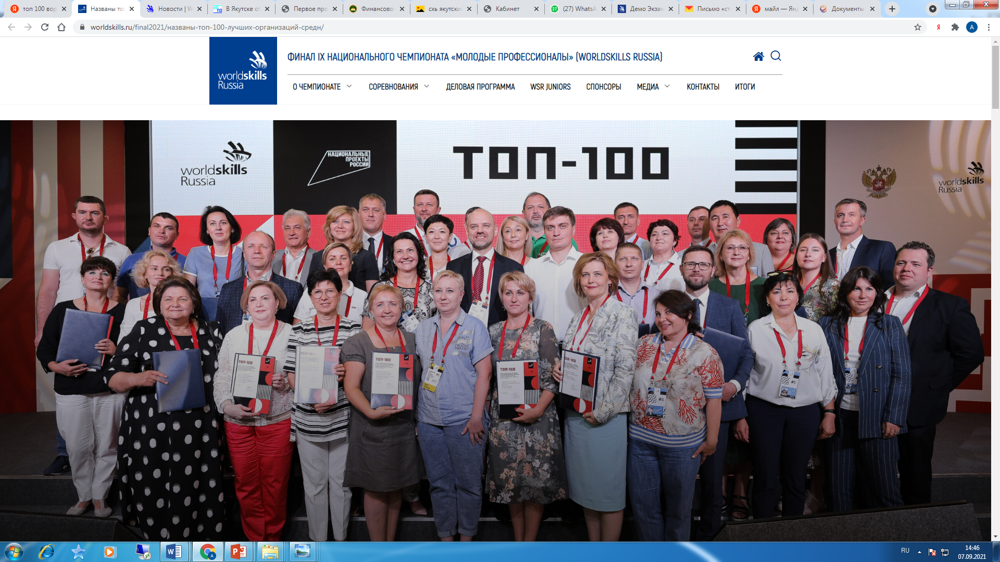 топ 100 вор
Названы то
Новости | W
В Якутске об
Первое про
Финансово-
схь якутски
Кабинет
(27) WhatsA
Демо Экзам
Письмо «ст
майл — Янд
Документы
worldskills.ru/final2021/названы-топ-100-лучших-организаций-средн/
worldskills
Russia
ФИНАЛ IX НАЦИОНАЛЬНОГО ЧЕМПИОНАТА «МОЛОДЫЕ ПРОФЕССИОНАЛЫ» (WORLDSKILLS RUSSIA)
О ЧЕМПИОНАТЕ
СОРЕВНОВАНИЯ
ДЕЛОВАЯ ПРОГРАММА
WSR JUNIORS
СПОНСОРЫ
МЕДИА
КОНТАКТЫ
ИТОГИ
worldskills
Russia
НАЦИОНАЛЬНЫЕ
ПРОЕКТЫ
РОССИИ
ТОП-100
worldskills
Russia
ТОП-100
ТОП-100
ТОП-100
ТОП-100
ТОП-100
RU
14:46
07.09.2021